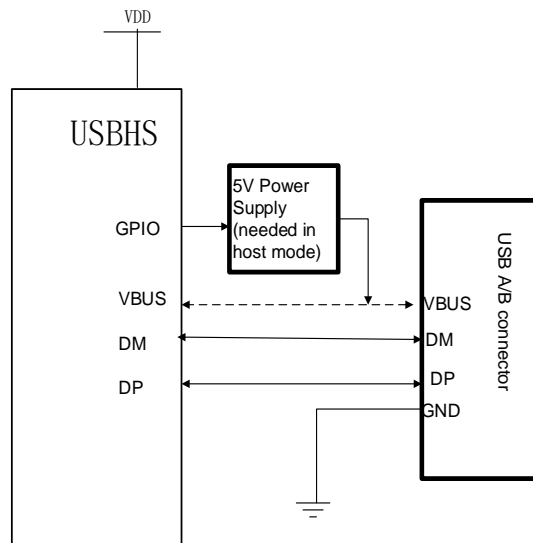 VDD
USBHS
5V Power
Supply
(needed in
host mode)
GPIO
VBUS
VBUS
DM
DM
DP
DP
GND
USB A/B connector